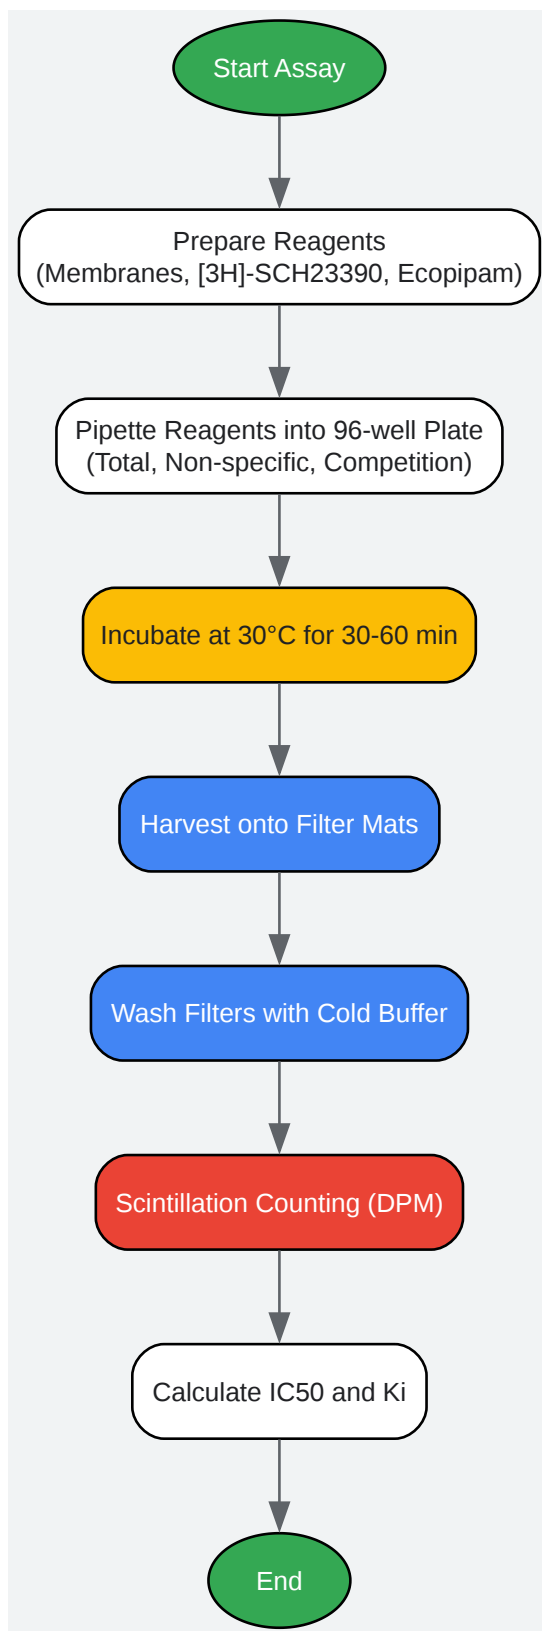 Start Assay
Prepare Reagents
(Membranes, [3H]-SCH23390, Ecopipam)
Pipette Reagents into 96-well Plate
(Total, Non-specific, Competition)
Incubate at 30°C for 30-60 min
Harvest onto Filter Mats
Wash Filters with Cold Buffer
Scintillation Counting (DPM)
Calculate IC50 and Ki
End